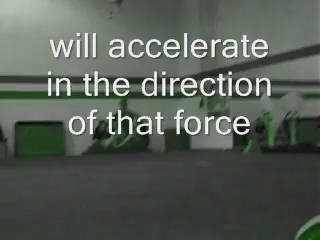 will accelerate
in the direction
of that force